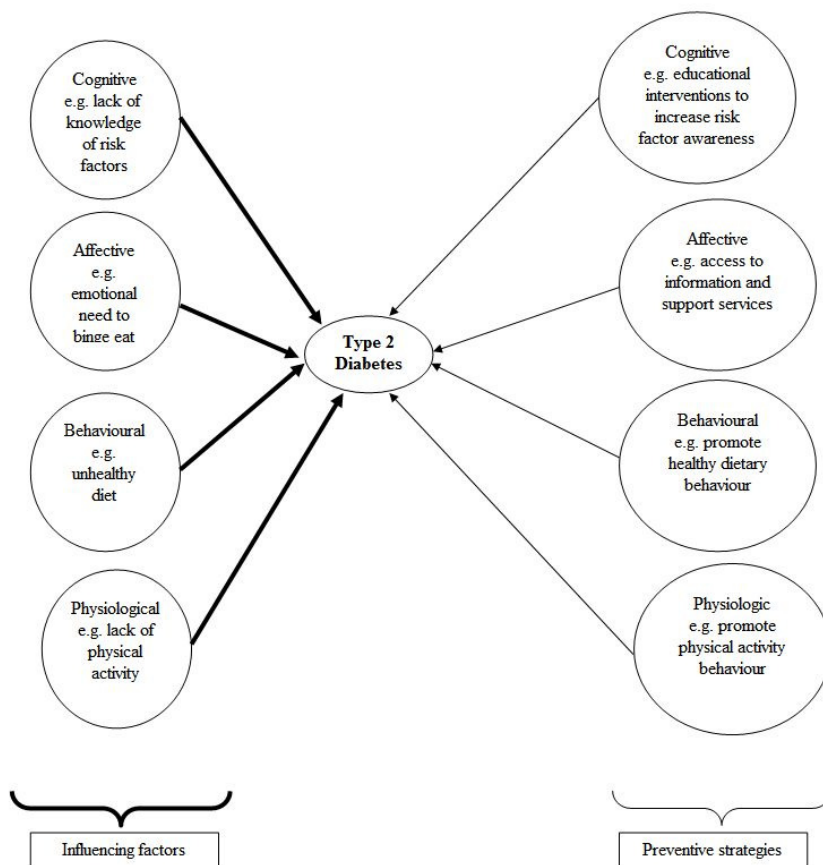 Cognitive
e.g. lack of
knowledge
of risk
factors
Affective
e.g.
emotional
need to
binge eat
Behavioural
e.g.
unhealthy
diet
Physiological
e.g. lack of
physical
activity
Type 2
Diabetes
Cognitive
e.g. educational
interventions to
increase risk
factor awareness
Affective
e.g. access to
information and
support services
Behavioural
e.g. promote
healthy dietary
behaviour
Physiologic
e.g. promote
physical activity
behaviour
Influencing factors
Preventive strategies